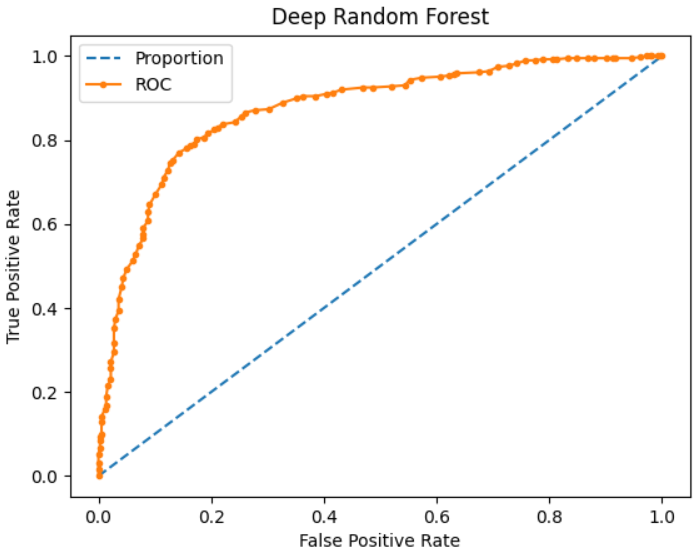 Deep Random Forest
Proportion
ROC
True Positive Rate
1.0
0.8
0.6
0.4
0.2
0.0
0.0 0.2 0.4 0.6 0.8 1.0
False Positive Rate